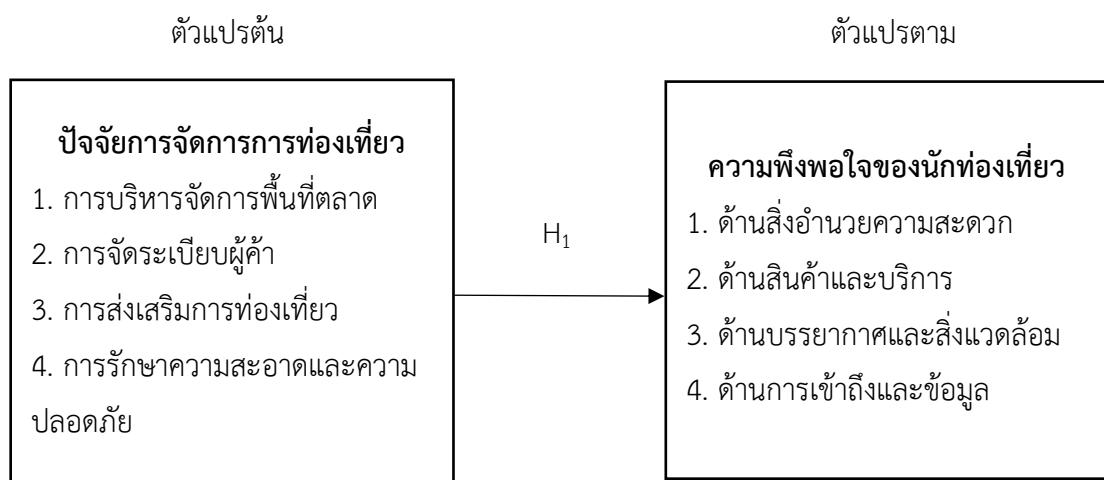 ตัวแปรต้น
ตัวแปรตาม
ปัจจัยการจัดการการท่องเที่ยว
1. การบริหารจัดการพื้นที่ตลาด
2. การจัดระเบียบผู้ค้า
3. การส่งเสริมการท่องเที่ยว
4. การรักษาความสะอาดและความ
ปลอดภัย
H₁
ความพึงพอใจของนักท่องเที่ยว
1. ด้านสิ่งอำนวยความสะดวก
2. ด้านสินค้าและบริการ
3. ด้านบรรยากาศและสิ่งแวดล้อม
4. ด้านการเข้าถึงและข้อมูล